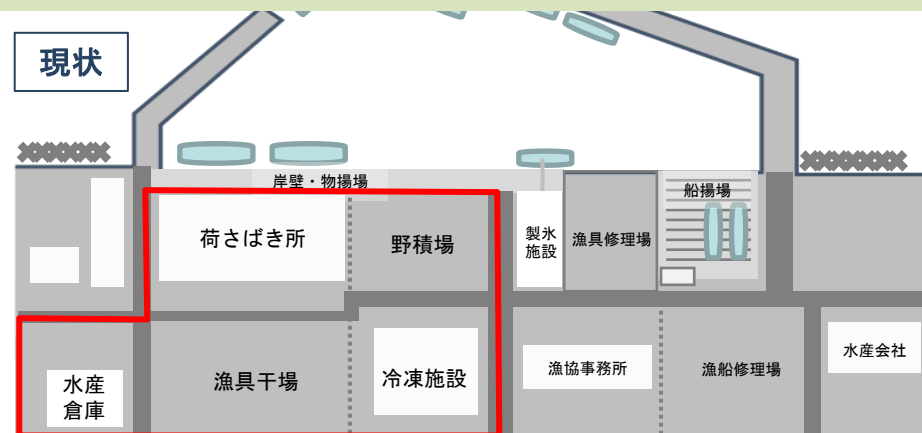 現状
岸壁・物揚場
船揚場
荷さばき所
野積場
製氷
施設
漁具修理場
水産
倉庫
漁具干場
冷凍施設
漁協事務所
漁船修理場
水産会社